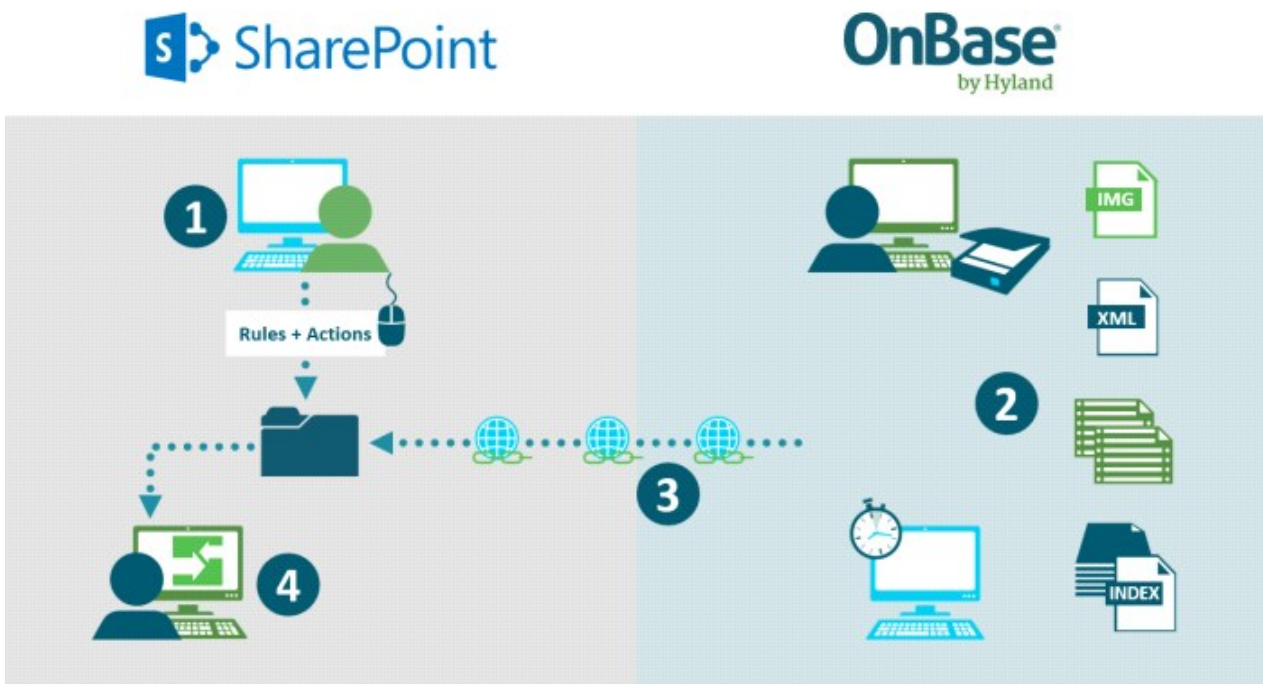 S SharePoint
OnBase®
by Hyland
1
Rules + Actions
IMG
XML
2
3
4
INDEX